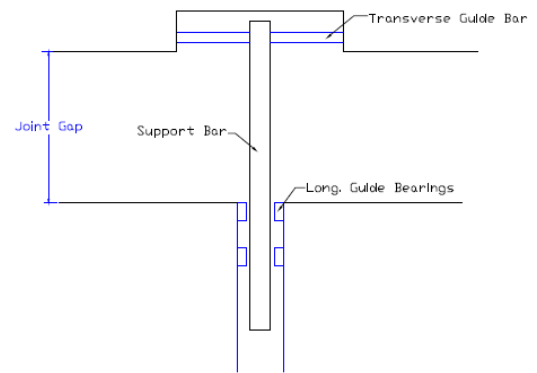 Transverse Guide Bar
Joint Gap
Support Bar
Long. Guide Bearings